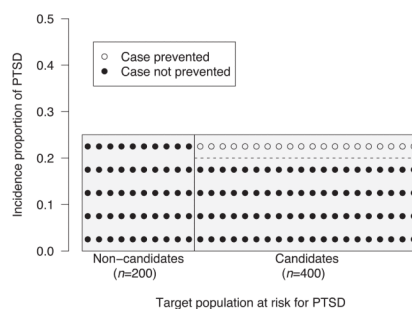 Incidence proportion of PTSD
0.5
0.4
0.3
0.2
0.1
0.0
Case prevented
Case not prevented
Non−candidates
(n=200)
Candidates
(n=400)
Target population at risk for PTSD